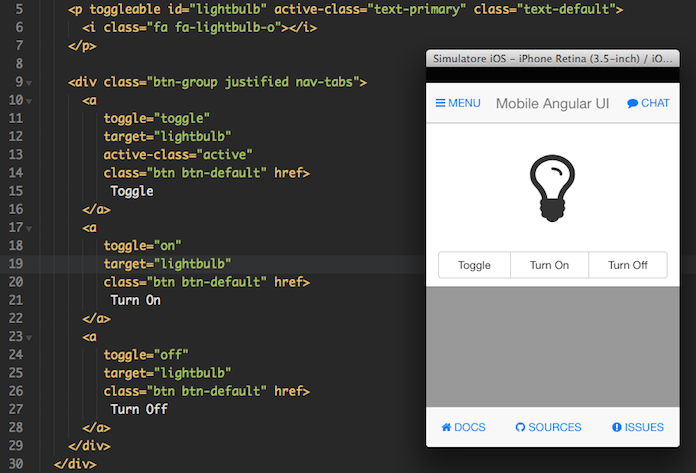 5 <p toggleable id="lightbulb" active-class="text-primary" class="text-default">
6 <i class="fa fa-lightbulb-o"></i>
7 </p>
8
9 <div class="btn-group justified nav-tabs">
10 <a
11 toggle="toggle"
12 target="lightbulb"
13 active-class="active"
14 class="btn btn-default" href>
15 Toggle
16 </a>
17 <a
18 toggle="on"
19 target="lightbulb"
20 class="btn btn-default" href>
21 Turn On
22 </a>
23 <a
24 toggle="off"
25 target="lightbulb"
26 class="btn btn-default" href>
27 Turn Off
28 </a>
29 </div>
30 </div>
Simulatore iOS - iPhone Retina (3.5-inch) / iO...
MENU Mobile Angular UI CHAT
Toggle Turn On Turn Off
DOCS SOURCES ISSUES